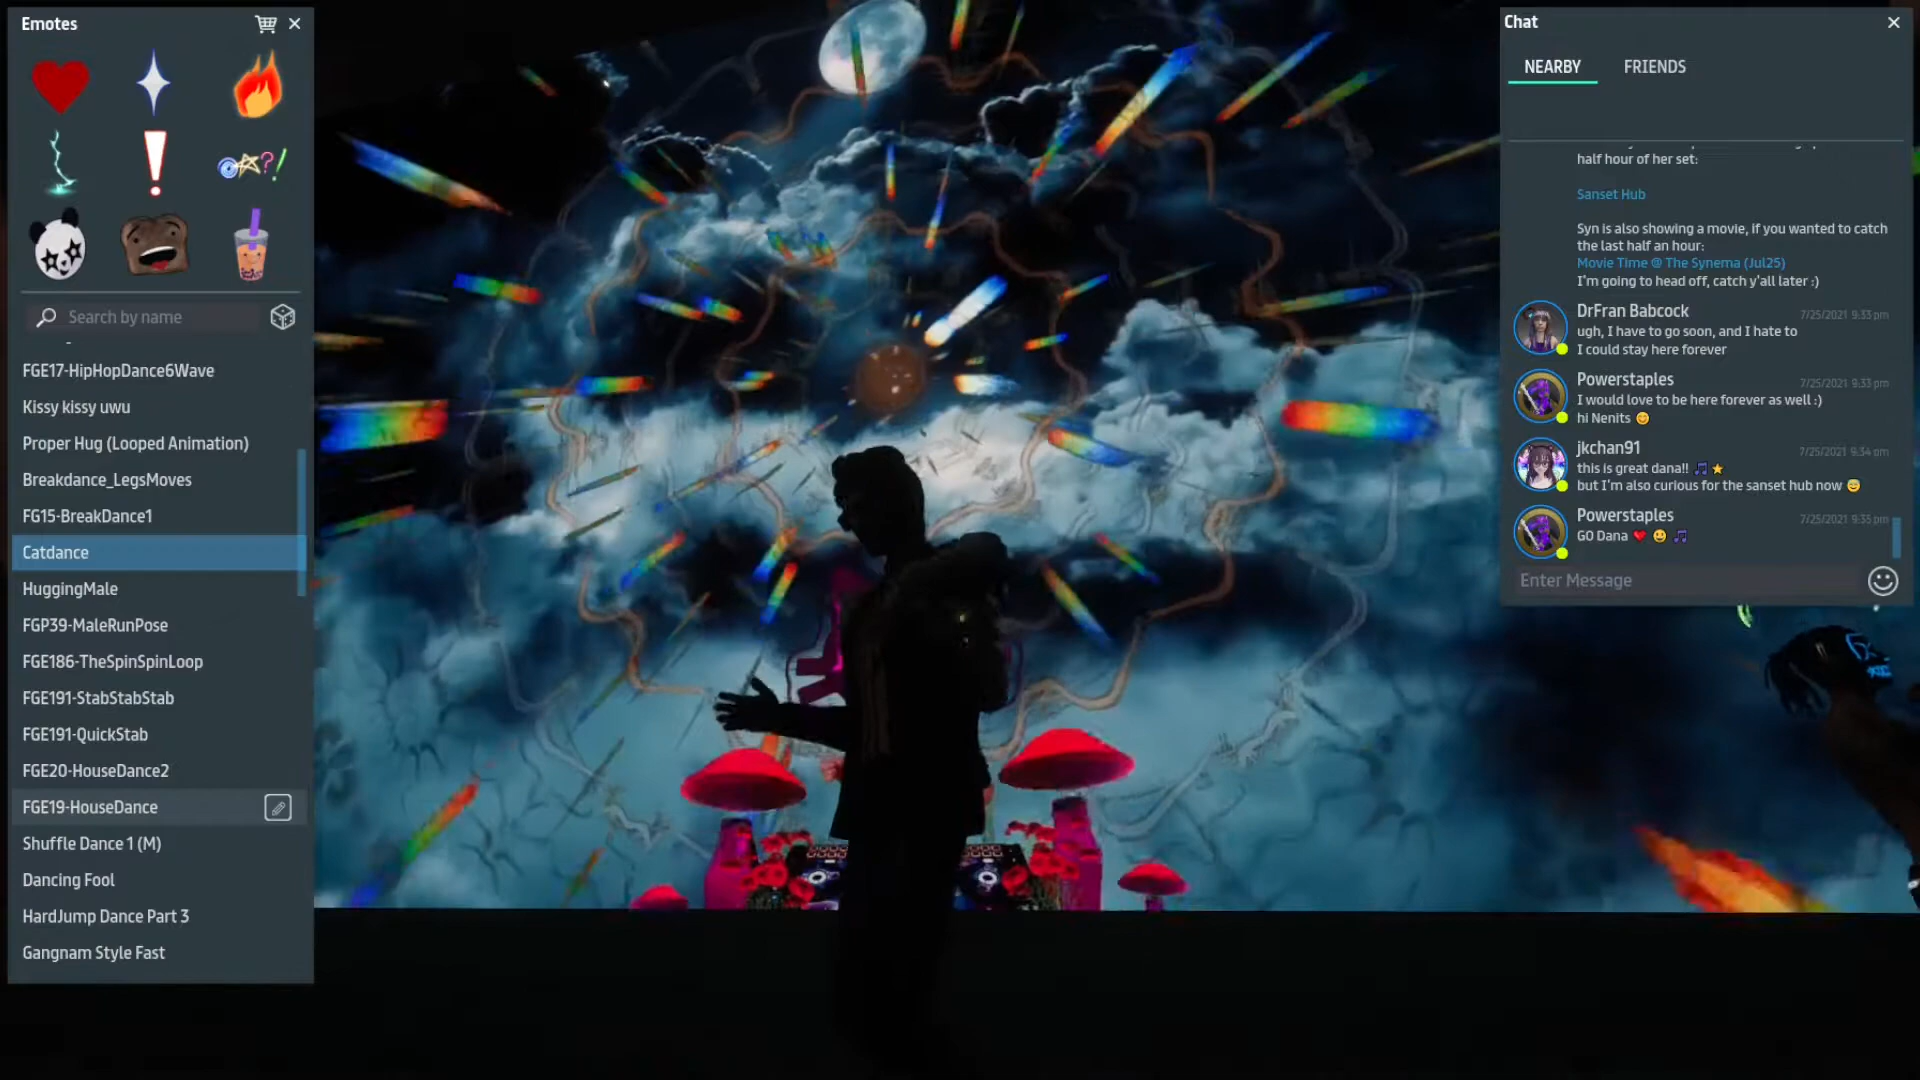 Emotes
Search by name
FGE17-HipHopDance6Wave
Kissy kissy uwu
Proper Hug (Looped Animation)
Breakdance_LegsMoves
FG15-BreakDance1
Catdance
HuggingMale
FGP39-MaleRunPose
FGE186-TheSpinSpinLoop
FGE191-StabStabStab
FGE191-QuickStab
FGE20-HouseDance2
FGE19-HouseDance
Shuffle Dance 1 (M)
Dancing Fool
HardJump Dance Part 3
Gangnam Style Fast
Chat
NEARBY FRIENDS
half hour of her set:
Sanset Hub
Syn is also showing a movie, if you wanted to catch
the last half an hour:
Movie Time @ The Synema (Jul25)
I'm going to head off, catch y'all later :)
DrFran Babcock 7/25/2021 9:33 pm
ugh, I have to go soon, and I hate to
I could stay here forever
Powerstaples 7/25/2021 9:33 pm
I would love to be here forever as well :)
hi Nenits 😊
jkchan91 7/25/2021 9:34 pm
this is great dana!! 🎵 ⭐
but I'm also curious for the sanset hub now 😅
Powerstaples 7/25/2021 9:35 pm
GO Dana ❤️ 😃 🎵
Enter Message